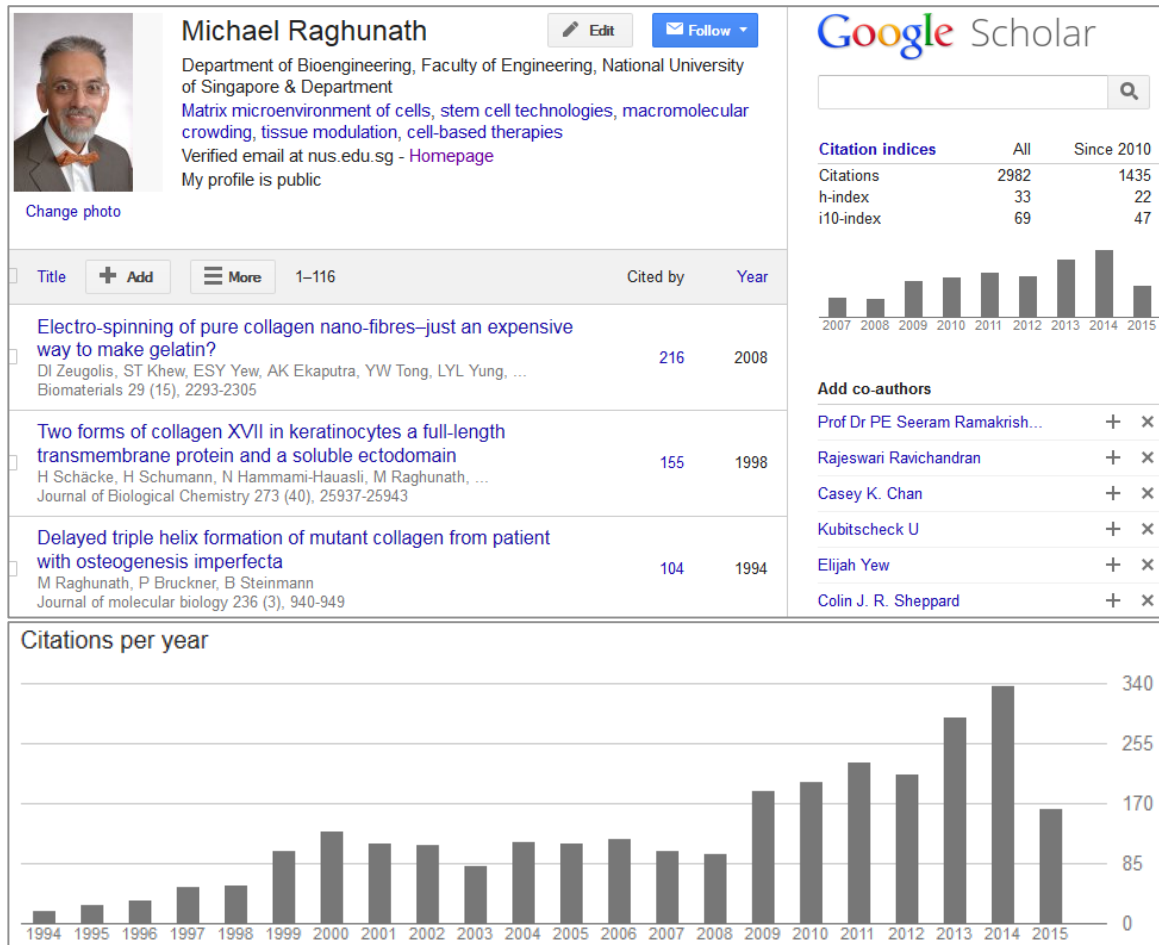 Michael Raghunath
Edit
Follow
Department of Bioengineering, Faculty of Engineering, National University
of Singapore & Department
Matrix microenvironment of cells, stem cell technologies, macromolecular
crowding, tissue modulation, cell-based therapies
Verified email at nus.edu.sg - Homepage
My profile is public
Change photo
Title Add More 1–116 Cited by Year
Electro-spinning of pure collagen nano-fibres–just an expensive
way to make gelatin?
DI Zeugolis, ST Khew, ESY Yew, AK Ekaputra, YW Tong, LYL Yung, ...
Biomaterials 29 (15), 2293-2305
216 2008
Two forms of collagen XVII in keratinocytes a full-length
transmembrane protein and a soluble ectodomain
H Schäcke, H Schumann, N Hammami-Hauasli, M Raghunath, ...
Journal of Biological Chemistry 273 (40), 25937-25943
155 1998
Delayed triple helix formation of mutant collagen from patient
with osteogenesis imperfecta
M Raghunath, P Bruckner, B Steinmann
Journal of molecular biology 236 (3), 940-949
104 1994
Google Scholar
Citation indices All Since 2010
Citations 2982 1435
h-index 33 22
i10-index 69 47
2007 2008 2009 2010 2011 2012 2013 2014 2015
Add co-authors
Prof Dr PE Seeram Ramakrish...
Rajeswari Ravichandran
Casey K. Chan
Kubitscheck U
Elijah Yew
Colin J. R. Sheppard
Citations per year
340
255
170
85
0
1994 1995 1996 1997 1998 1999 2000 2001 2002 2003 2004 2005 2006 2007 2008 2009 2010 2011 2012 2013 2014 2015